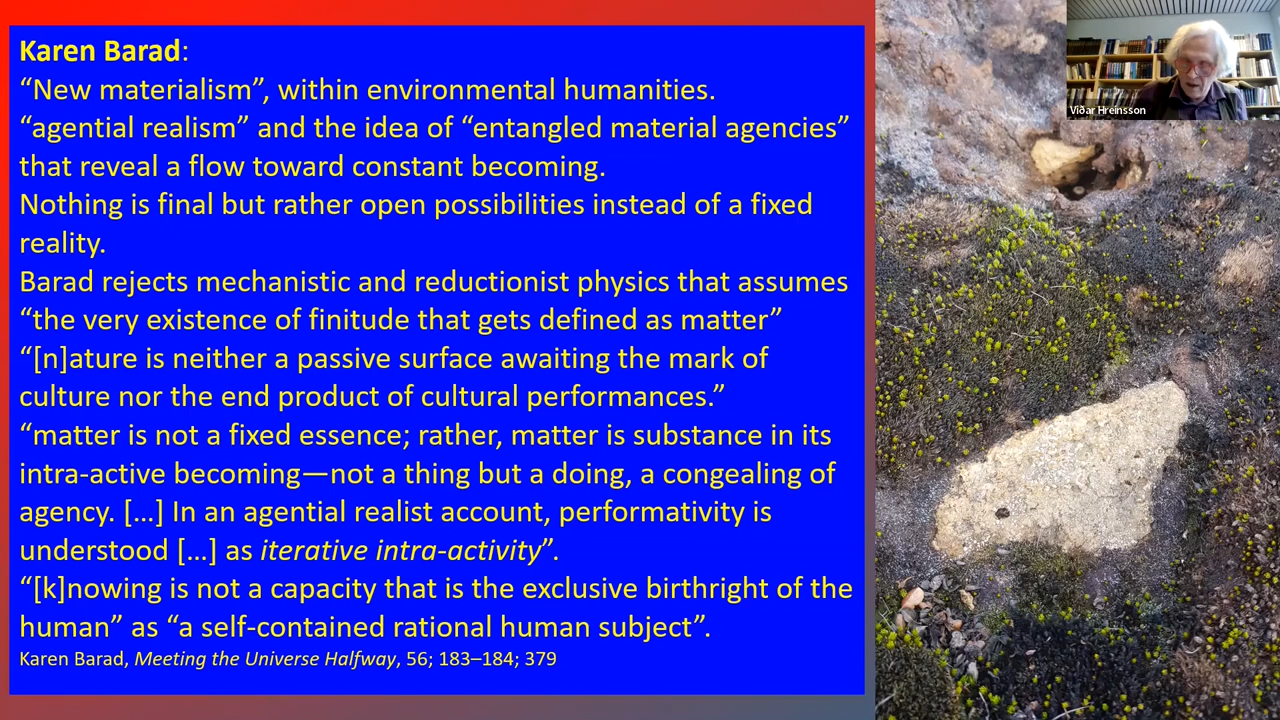 Karen Barad:
“New materialism”, within environmental humanities.
“agential realism” and the idea of “entangled material agencies”
that reveal a flow toward constant becoming.
Nothing is final but rather open possibilities instead of a fixed
reality.
Barad rejects mechanistic and reductionist physics that assumes
“the very existence of finitude that gets defined as matter”
“[n]ature is neither a passive surface awaiting the mark of
culture nor the end product of cultural performances.”
“matter is not a fixed essence; rather, matter is substance in its
intra-active becoming—not a thing but a doing, a congealing of
agency. […] In an agential realist account, performativity is
understood […] as iterative intra-activity”.
“[k]nowing is not a capacity that is the exclusive birthright of the
human” as “a self-contained rational human subject”.
Karen Barad, Meeting the Universe Halfway, 56; 183–184; 379
Viðar Hreinsson